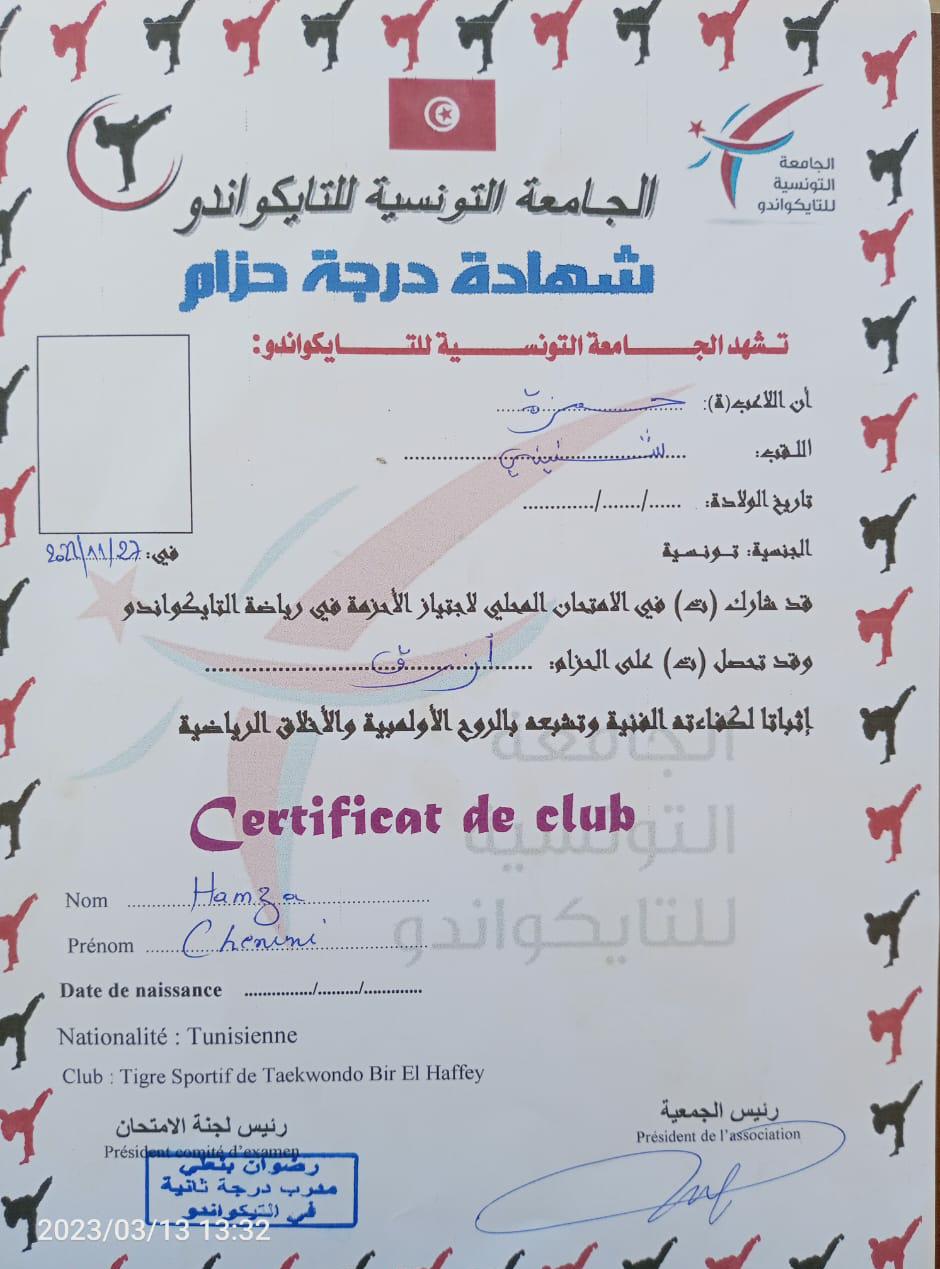 الجامعة
التونسية
للتايكواندو
الجامعة التونسية للتايكواندو
شهادة درجة حزام
تشهد الجامعة التونسية للتايكواندو:
أن اللاعب(ة): حمزة
اللقب: شنيني
تاريخ الولادة: ....../....../............
الجنسية: تونسية
في: 2021/11/27
قد شارك (ت) في الامتحان المحلي لاجتياز الأحزمة في رياضة التايكواندو
وقد تحصل (ت) على الحزام: أزرق
إثباتا لكفاءته الفنية وتشبعه بالروح الأولمبية والأخلاق الرياضية
الجامعة
التونسية
للتايكواندو
Certificat de club
Nom Hamza
Prénom Chenini
Date de naissance ............../........./.............
Nationalité : Tunisienne
Club : Tigre Sportif de Taekwondo Bir El Haffey
رئيس الجمعية
Président de l'association
رئيس لجنة الامتحان
Président comité d'examen
رضوان بنعلي
مدرب درجة ثانية
في التيكواندو
2023/03/13 13:32